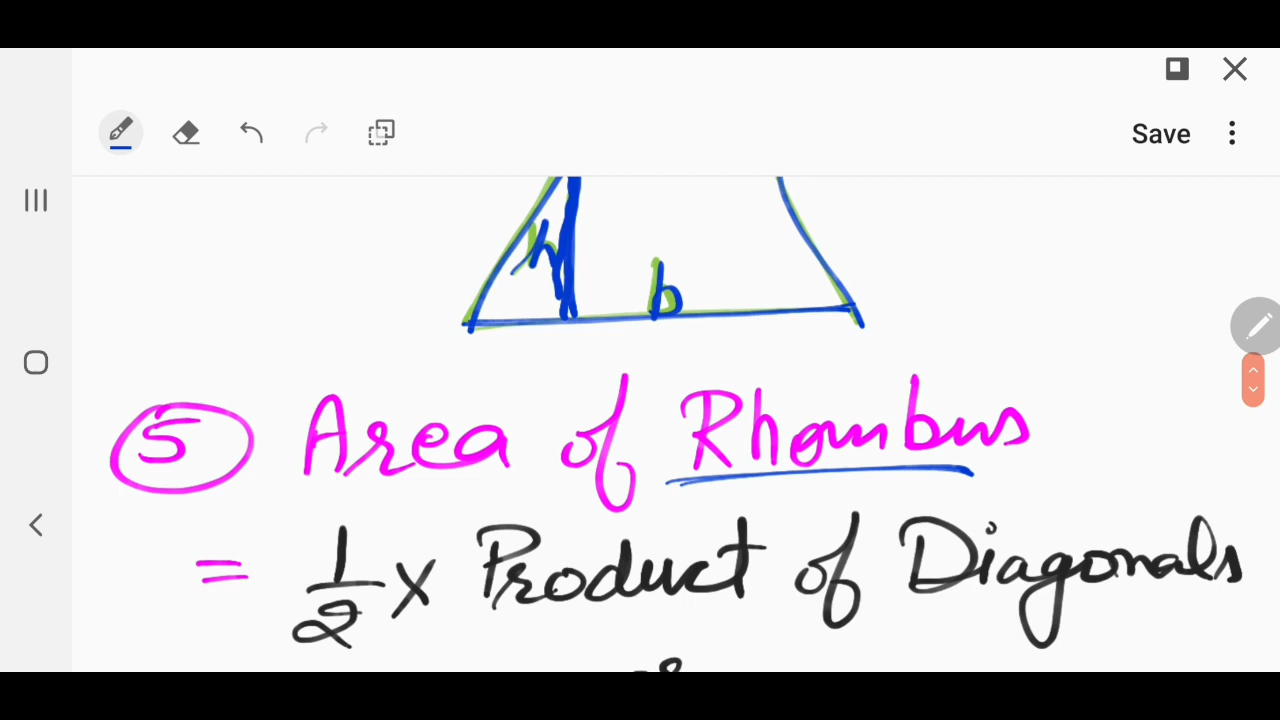 Save
h
b
5 Area of Rhombus
= 1/2 × Product of Diagonals